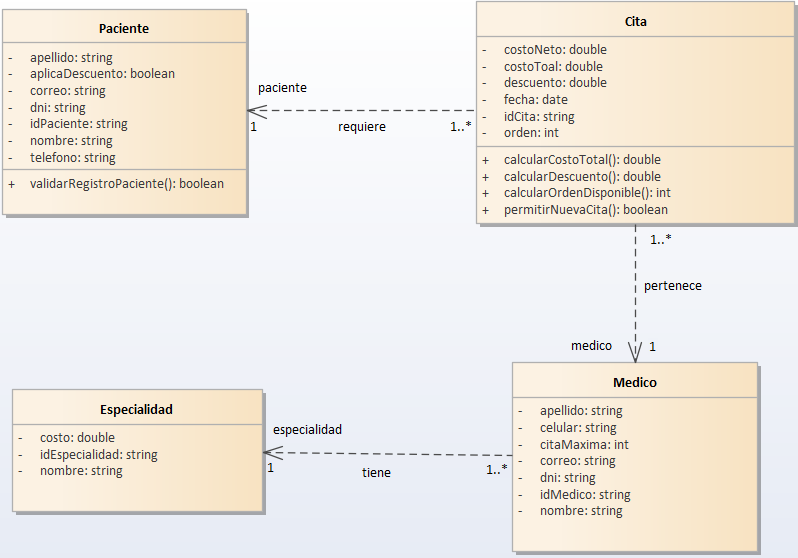 Paciente
- apellido: string
- aplicaDescuento: boolean
- correo: string
- dni: string
- idPaciente: string
- nombre: string
- telefono: string
+ validarRegistroPaciente(): boolean
Cita
- costoNeto: double
- costoToal: double
- descuento: double
- fecha: date
- idCita: string
- orden: int
+ calcularCostoTotal(): double
+ calcularDescuento(): double
+ calcularOrdenDisponible(): int
+ permitirNuevaCita(): boolean
paciente
1
requiere
1..*
1..*
pertenece
medico
1
Especialidad
- costo: double
- idEspecialidad: string
- nombre: string
especialidad
1
tiene
1..*
Medico
- apellido: string
- celular: string
- citaMaxima: int
- correo: string
- dni: string
- idMedico: string
- nombre: string